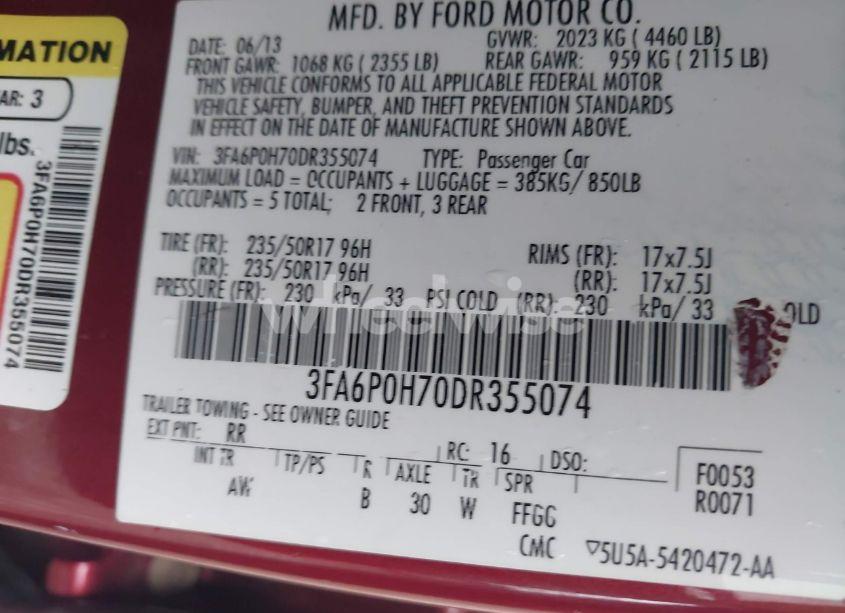 MATION
AR: 3
lbs.
3FA6P0H70DR355074
MFD. BY FORD MOTOR CO.
DATE: 06/13 GVWR: 2023 KG ( 4460 LB)
FRONT GAWR: 1068 KG ( 2355 LB) REAR GAWR: 959 KG ( 2115 LB)
THIS VEHICLE CONFORMS TO ALL APPLICABLE FEDERAL MOTOR
VEHICLE SAFETY, BUMPER, AND THEFT PREVENTION STANDARDS
IN EFFECT ON THE DATE OF MANUFACTURE SHOWN ABOVE.
VIN: 3FA6P0H70DR355074 TYPE: Passenger Car
MAXIMUM LOAD = OCCUPANTS + LUGGAGE = 385KG/ 850LB
OCCUPANTS = 5 TOTAL; 2 FRONT, 3 REAR
TIRE (FR): 235/50R17 96H RIMS (FR): 17x7.5J
(RR): 235/50R17 96H (RR): 17x7.5J
PRESSURE (FR): 230 kPa/ 33 PSI COLD (RR): 230 kPa/ 33 OLD
wheelwise
3FA6P0H70DR355074
TRAILER TOWING - SEE OWNER GUIDE
EXT PNT: RR RC: 16 DSO: F0053
INT TR TP/PS R AXLE TR SPR R0071
AW B 30 W FFGG
CMC ▽5U5A-5420472-AA